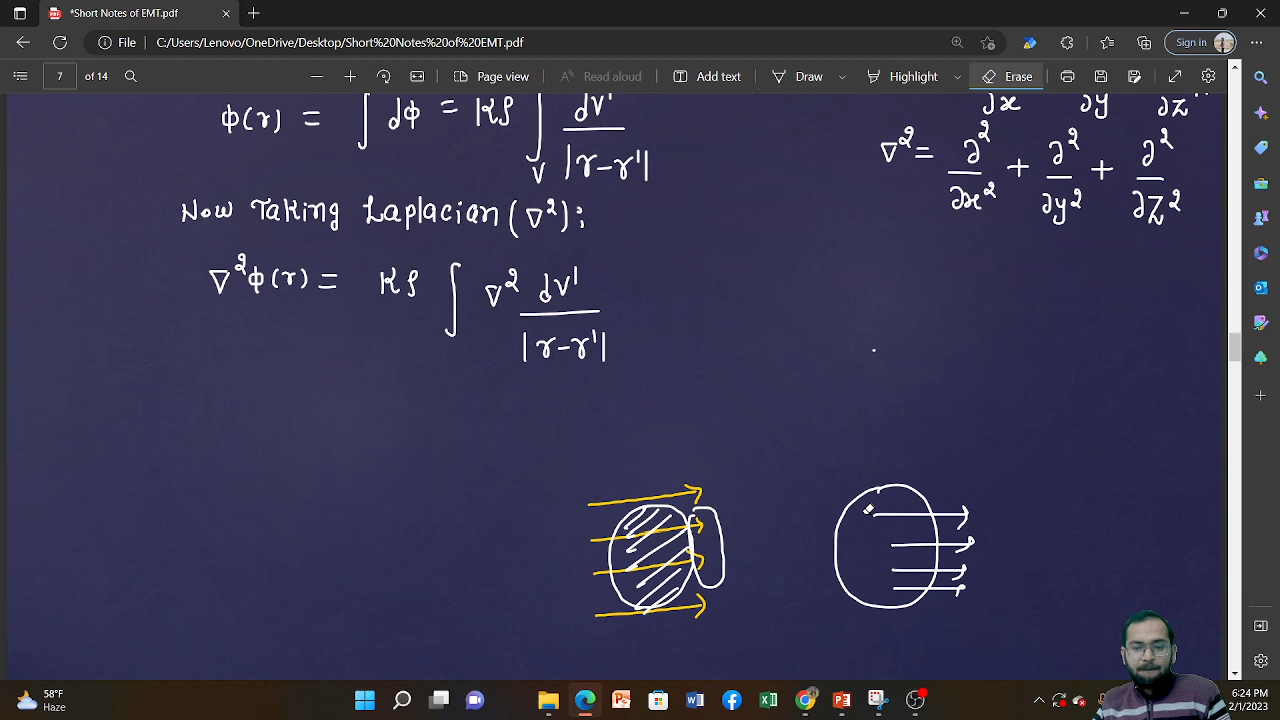 *Short Notes of EMT.pdf
File C:/Users/Lenovo/OneDrive/Desktop/Short%20Notes%20of%20EMT.pdf
Sign in
7 of 14 Page view Read aloud Add text Draw Highlight Erase
ϕ(r) = ∫ dϕ = Kρ ∫_V dV' / |r-r'|
∂x ∂y ∂z
∇² = ∂²/∂x² + ∂²/∂y² + ∂²/∂z²
Now Taking Laplacian (∇²);
∇²ϕ(r) = Kρ ∫ ∇² dV' / |r-r'|
58°F
Haze
6:24 PM
2/1/2023